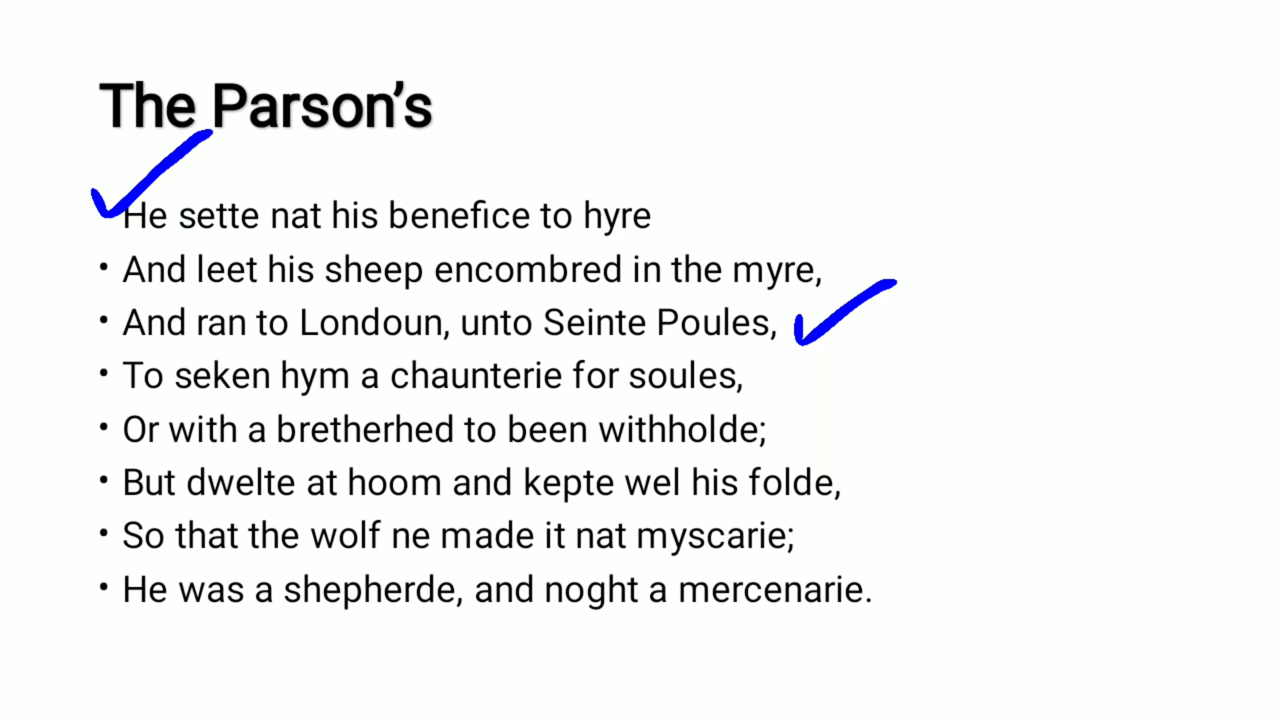 The Parson’s
He sette nat his benefice to hyre
• And leet his sheep encombred in the myre,
• And ran to Londoun, unto Seinte Poules,
• To seken hym a chaunterie for soules,
• Or with a bretherhed to been withholde;
• But dwelte at hoom and kepte wel his folde,
• So that the wolf ne made it nat myscarie;
• He was a shepherde, and noght a mercenarie.